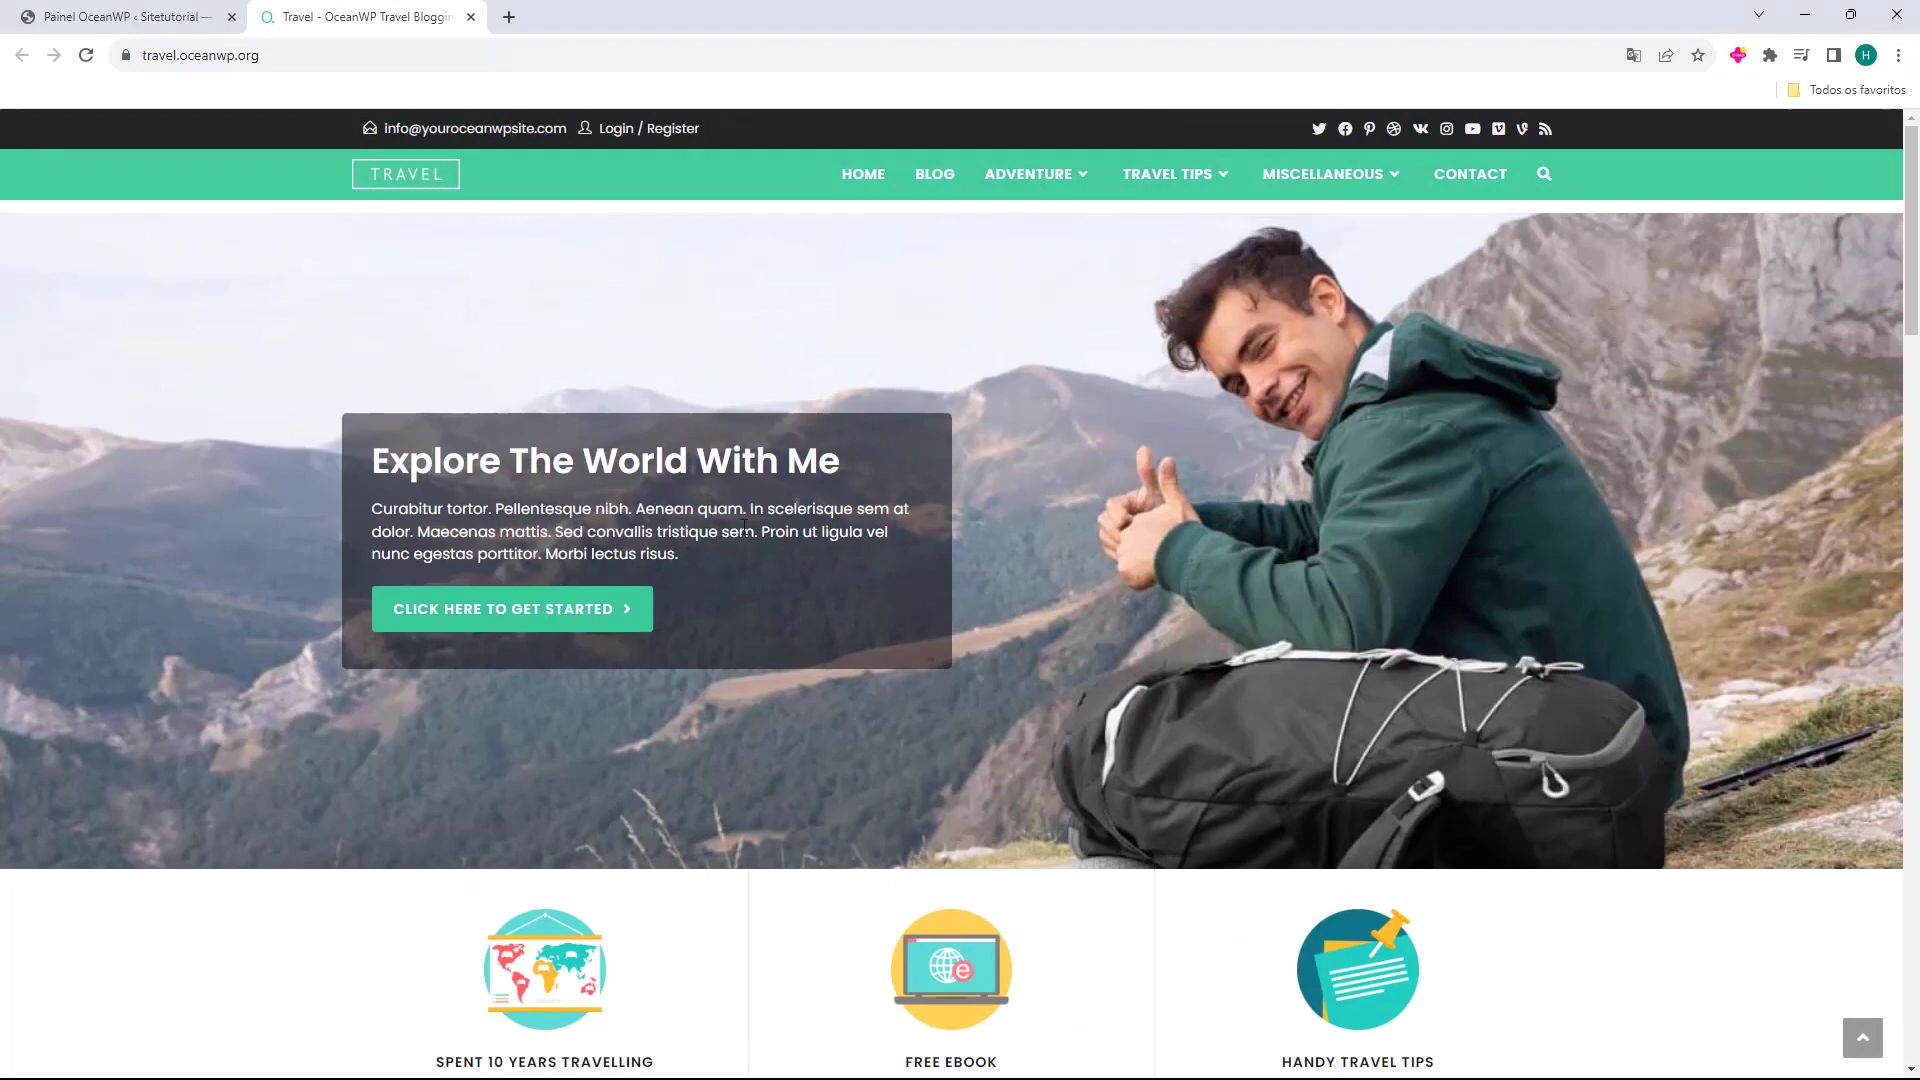 Painel OceanWP ‹ Sitetutorial —
Travel - OceanWP Travel Bloggin
travel.oceanwp.org
H
Todos os favoritos
info@youroceanwpsite.com Login / Register
TRAVEL
HOME BLOG ADVENTURE TRAVEL TIPS MISCELLANEOUS CONTACT
Explore The World With Me
Curabitur tortor. Pellentesque nibh. Aenean quam. In scelerisque sem at
dolor. Maecenas mattis. Sed convallis tristique sem. Proin ut ligula vel
nunc egestas porttitor. Morbi lectus risus.
CLICK HERE TO GET STARTED
e
SPENT 10 YEARS TRAVELLING
FREE EBOOK
HANDY TRAVEL TIPS